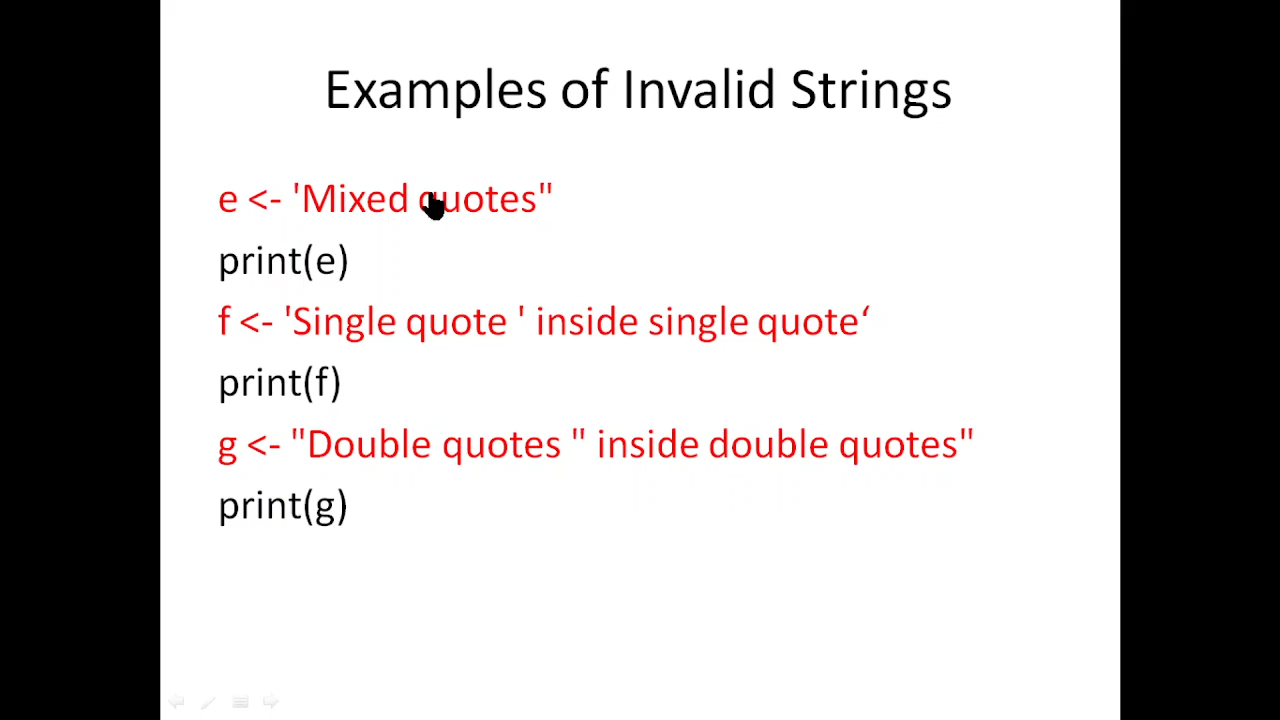 Examples of Invalid Strings
e <- 'Mixed quotes"
print(e)
f <- 'Single quote ' inside single quote‘
print(f)
g <- "Double quotes " inside double quotes"
print(g)